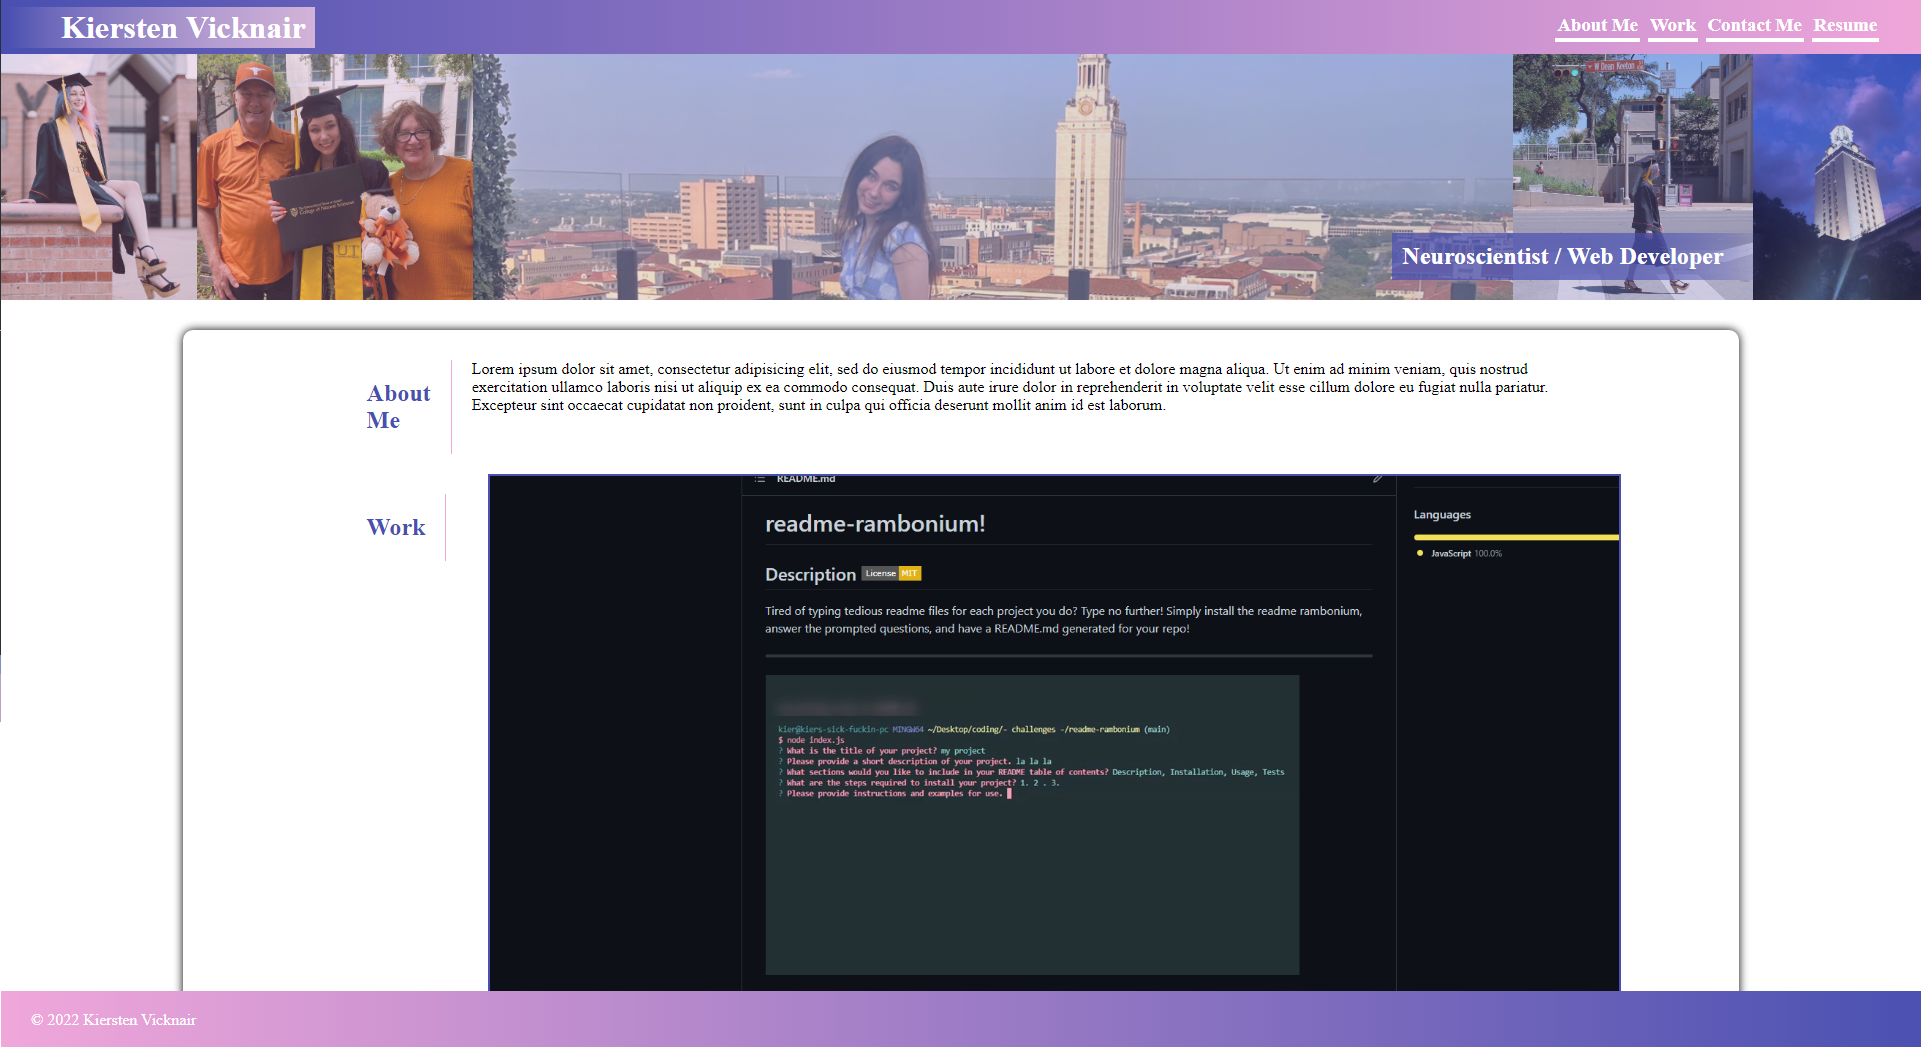 Kiersten Vicknair
About Me Work Contact Me Resume
W Dean Keeton
Neuroscientist / Web Developer
About
Me
Lorem ipsum dolor sit amet, consectetur adipisicing elit, sed do eiusmod tempor incididunt ut labore et dolore magna aliqua. Ut enim ad minim veniam, quis nostrud
exercitation ullamco laboris nisi ut aliquip ex ea commodo consequat. Duis aute irure dolor in reprehenderit in voluptate velit esse cillum dolore eu fugiat nulla pariatur.
Excepteur sint occaecat cupidatat non proident, sunt in culpa qui officia deserunt mollit anim id est laborum.
Work
README.md
readme-rambonium!
Description License MIT
Tired of typing tedious readme files for each project you do? Type no further! Simply install the readme rambonium,
answer the prompted questions, and have a README.md generated for your repo!
Languages
JavaScript 100.0%
kier@kiers-sick-fuckin-pc MINGW64 ~/Desktop/coding/- challenges -/readme-rambonium (main)
$ node index.js
? What is the title of your project? my project
? Please provide a short description of your project. la la la
? What sections would you like to include in your README table of contents? Description, Installation, Usage, Tests
? What are the steps required to install your project? 1. 2 . 3.
? Please provide instructions and examples for use.
© 2022 Kiersten Vicknair